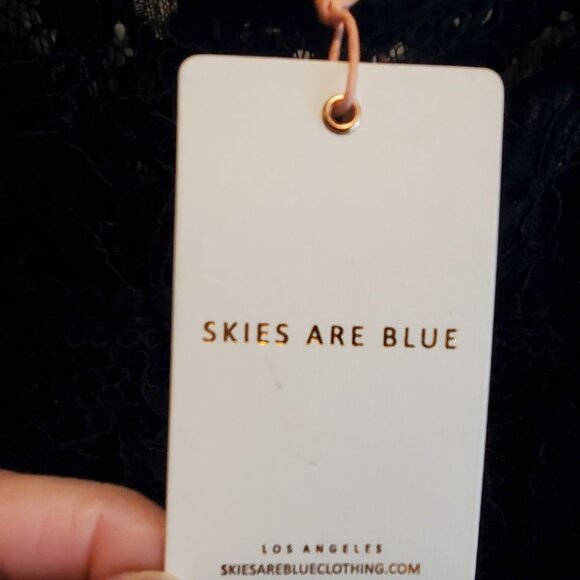 SKIES ARE BLUE
LOS ANGELES
SKIESAREBLUECLOTHING.COM